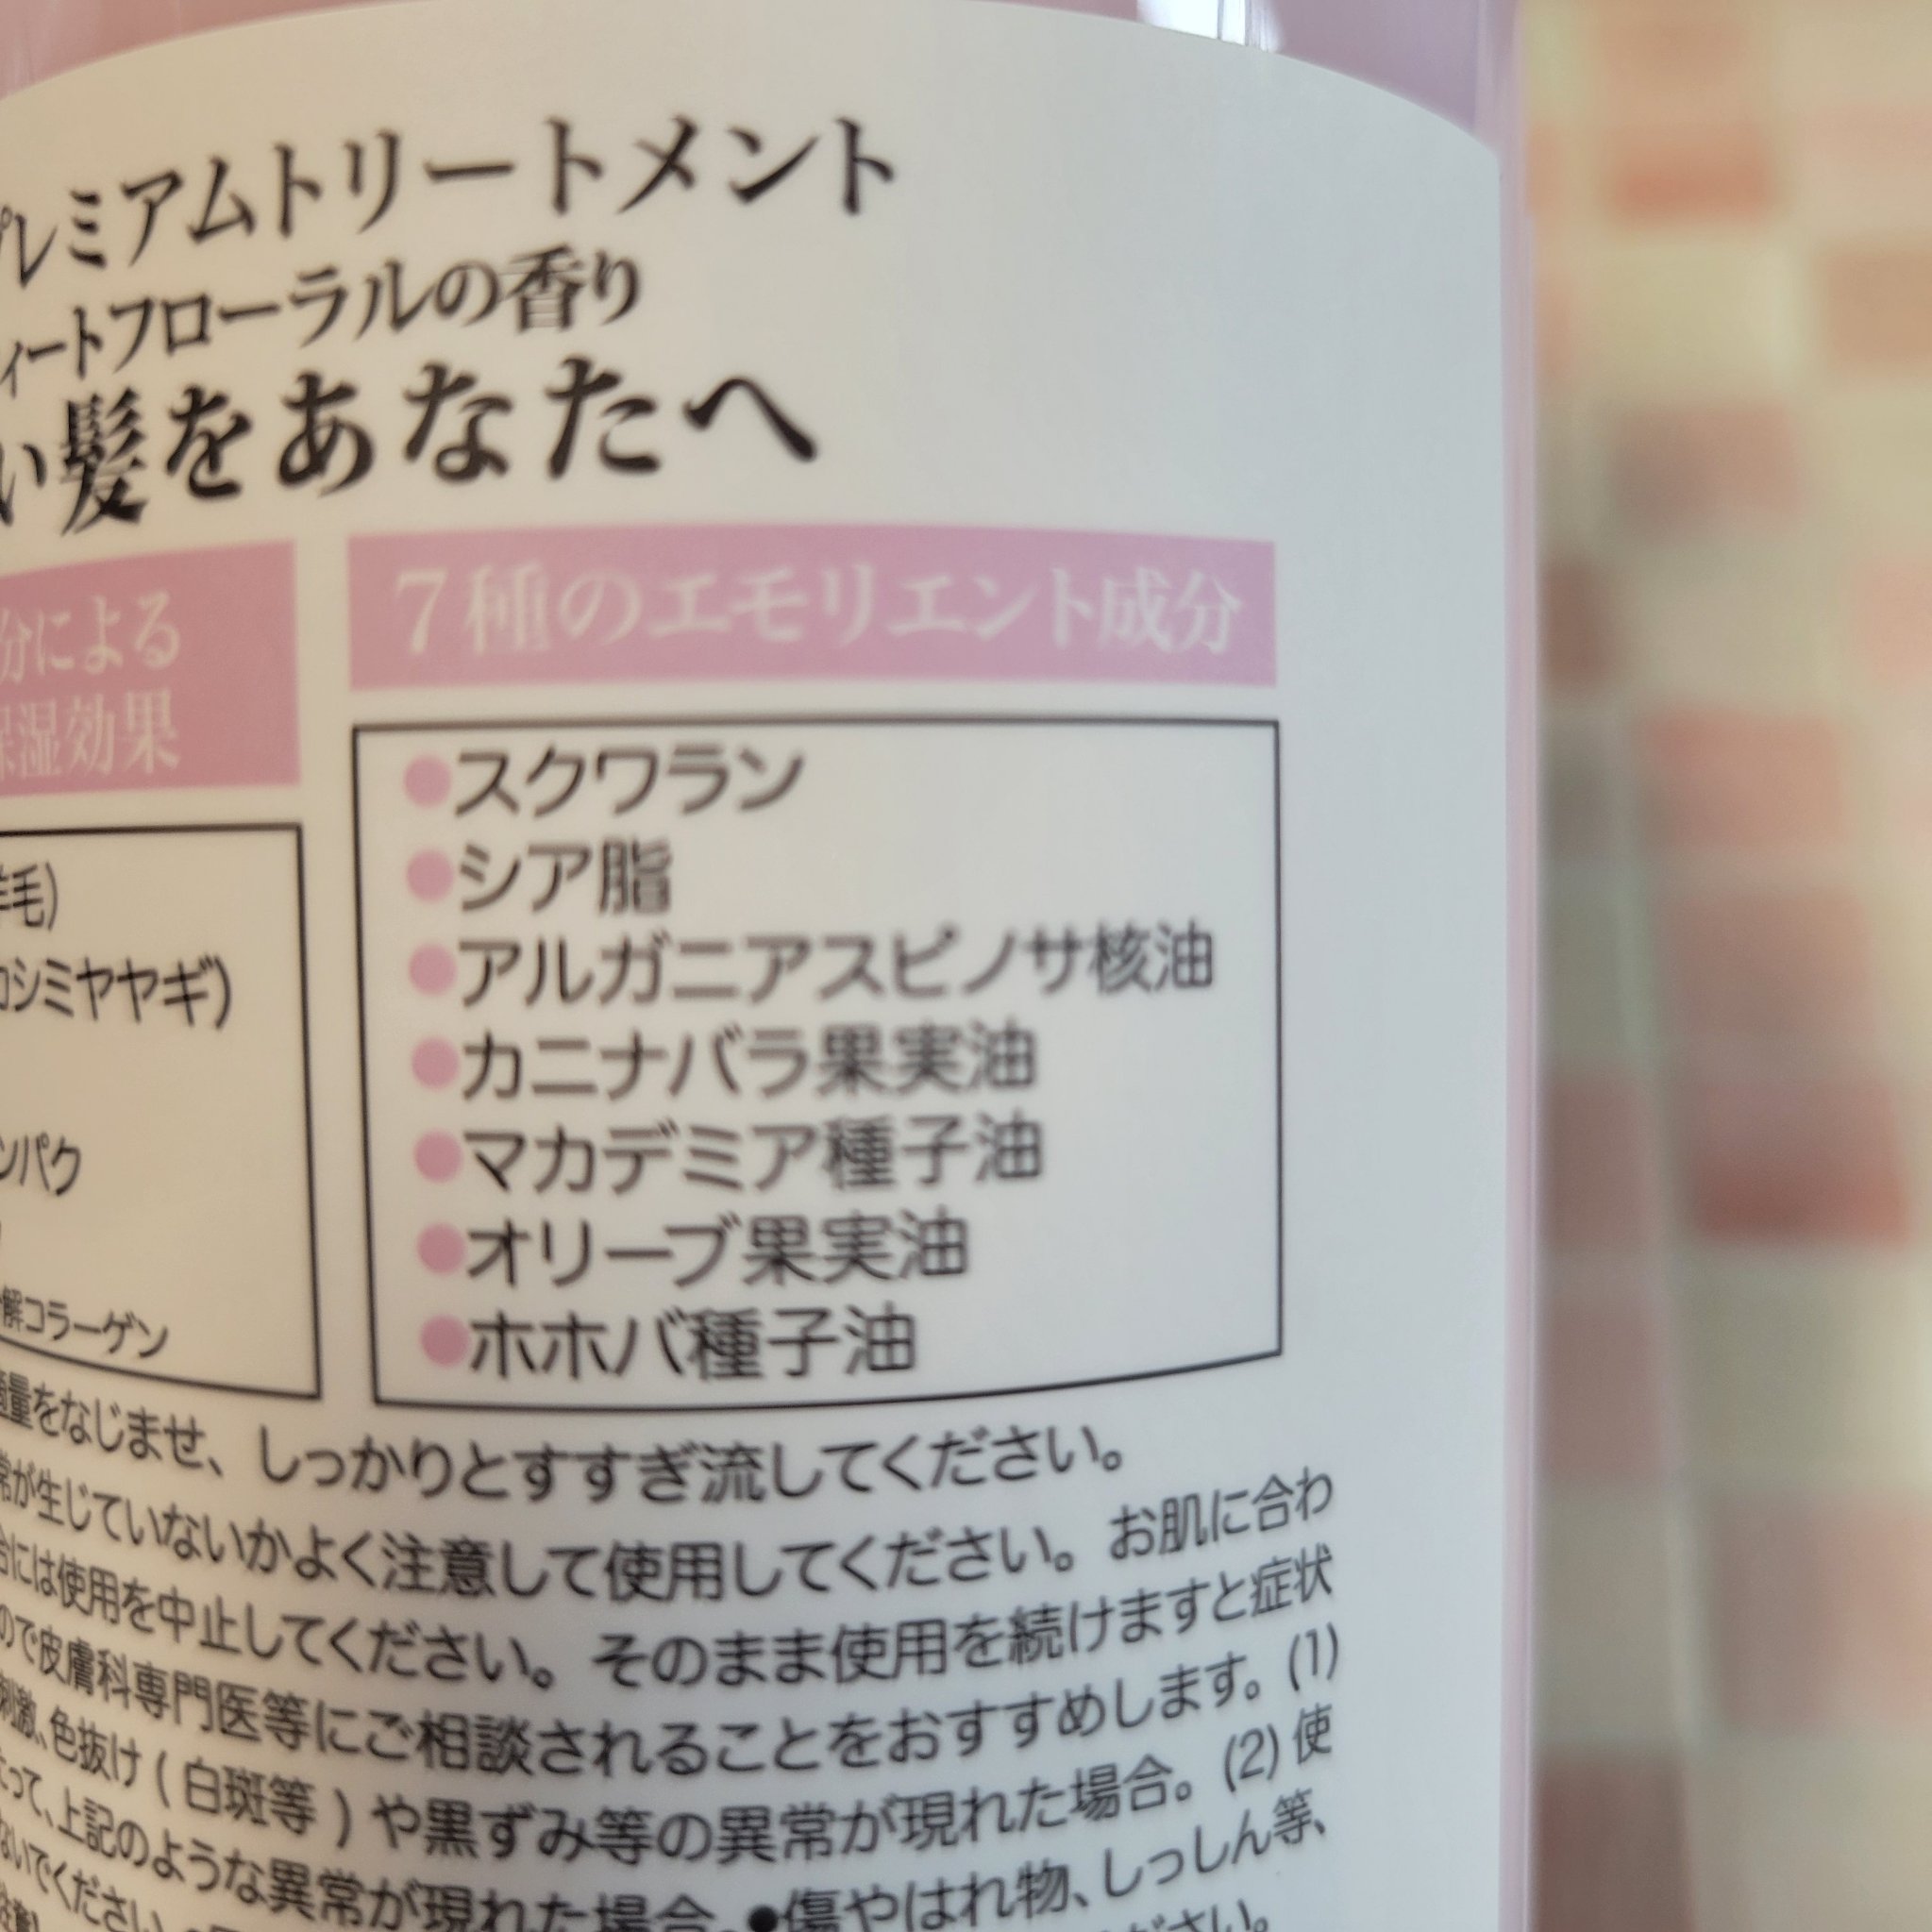 プレミアムトリートメント
ィートフローラルの香り
い髪をあなたへ
分による
保湿効果
7種のエモリエント成分
羊毛)
カシミヤヤギ)
ンパク
解コラーゲン
●スクワラン
●シア脂
●アルガニアスピノサ核油
●カニナバラ果実油
●マカデミア種子油
●オリーブ果実油
●ホホバ種子油
適量をなじませ、しっかりとすすぎ流してください。
常が生じていないかよく注意して使用してください。お肌に合わ
合には使用を中止してください。そのまま使用を続けますと症状
ので皮膚科専門医等にご相談されることをおすすめします。(1)
刺激、色抜け(白斑等)や黒ずみ等の異常が現れた場合。(2)使
たって、上記のような異常が現れた場合。●傷やはれ物、しっしん等、
ないでください。
ださい。